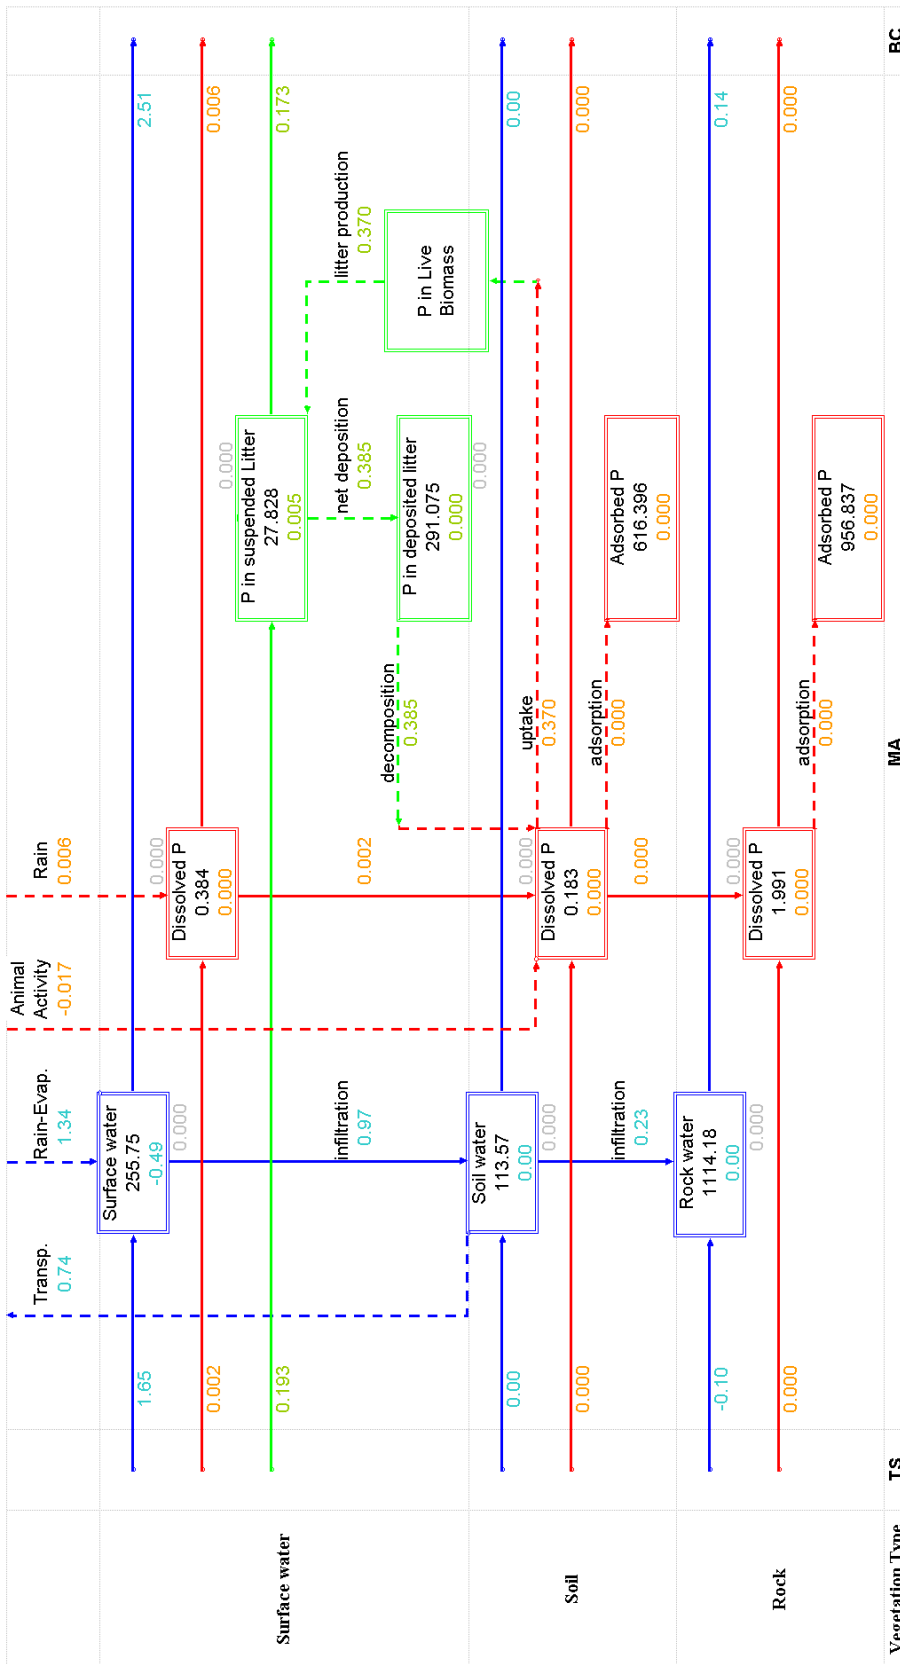 Transp.
0.74
Rain-Evap.
1.34
Animal
Activity
-0.017
Rain
0.006
1.65
Surface water
255.75
-0.49
0.000
2.51
0.002
0.000
Dissolved P
0.384
0.000
0.006
Surface water
0.193
0.000
P in suspended Litter
27.828
0.005
0.173
infiltration
0.97
0.002
net deposition
0.385
litter production
0.370
decomposition
0.385
P in deposited litter
291.075
0.000
0.000
P in Live
Biomass
0.00
Soil water
113.57
0.00
0.000
0.00
uptake
0.370
Soil
0.000
0.000
Dissolved P
0.183
0.000
0.000
infiltration
0.23
0.000
adsorption
0.000
Adsorbed P
616.396
0.000
-0.10
Rock water
1114.18
0.00
0.000
0.14
Rock
0.000
0.000
Dissolved P
1.991
0.000
0.000
adsorption
0.000
Adsorbed P
956.837
0.000
Vegetation Type
TS
MA
BC